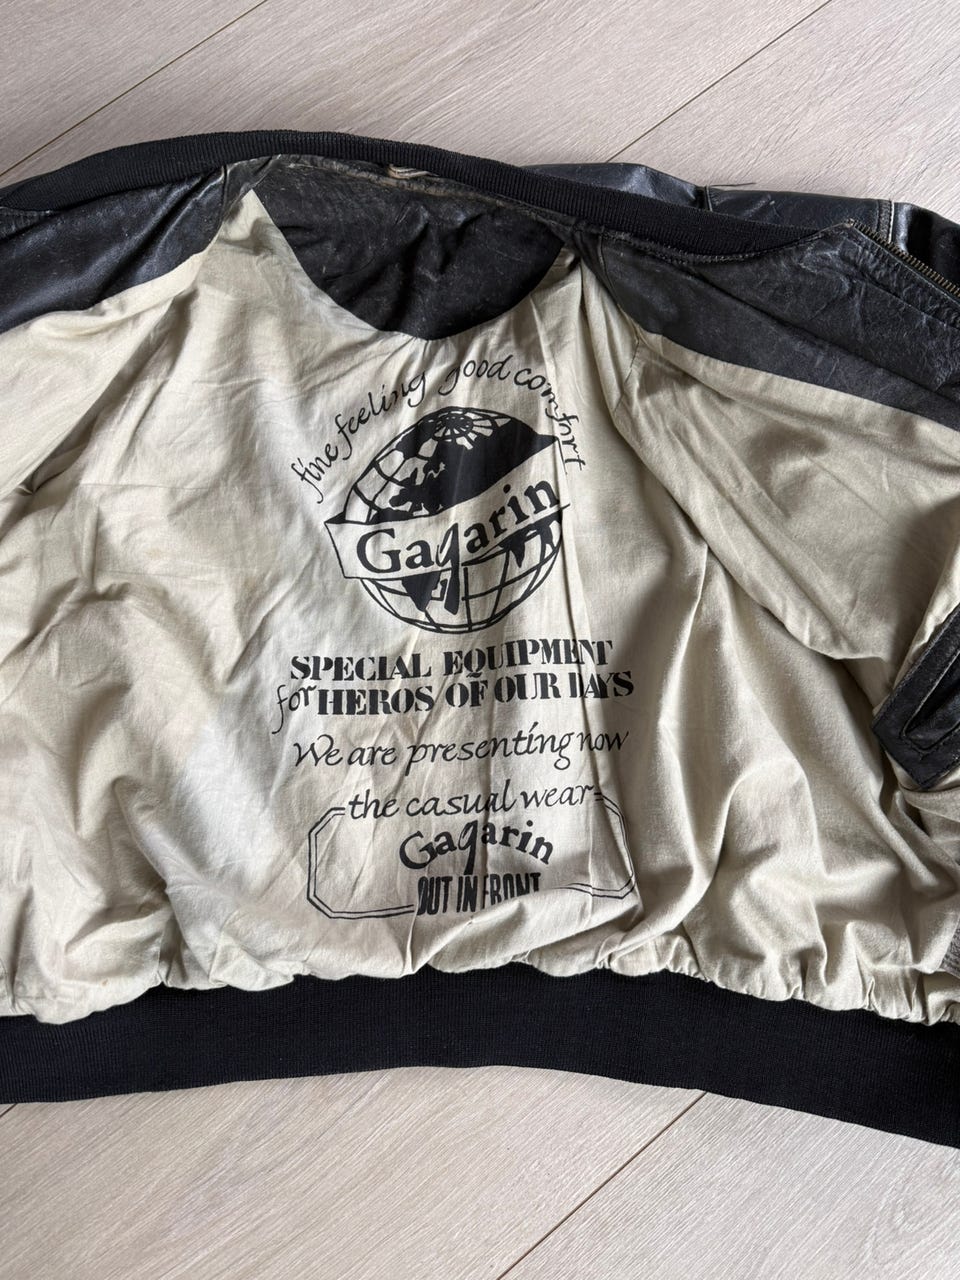 fine feeling good comfort
Gagarin
SPECIAL EQUIPMENT
for HEROS OF OUR DAYS
We are presenting now
the casual wear
Gagarin
OUT IN FRONT